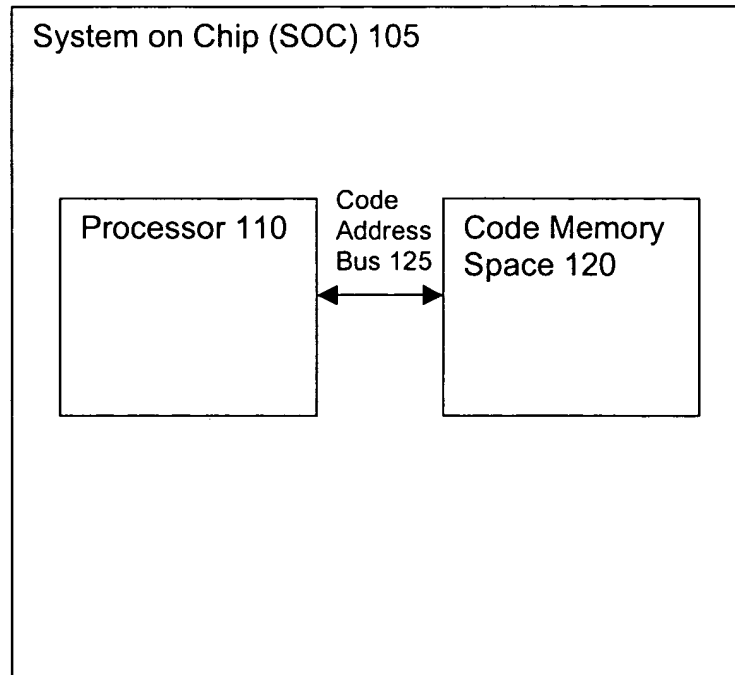 System on Chip (SOC) 105
Processor 110
Code
Address
Bus 125
Code Memory
Space 120